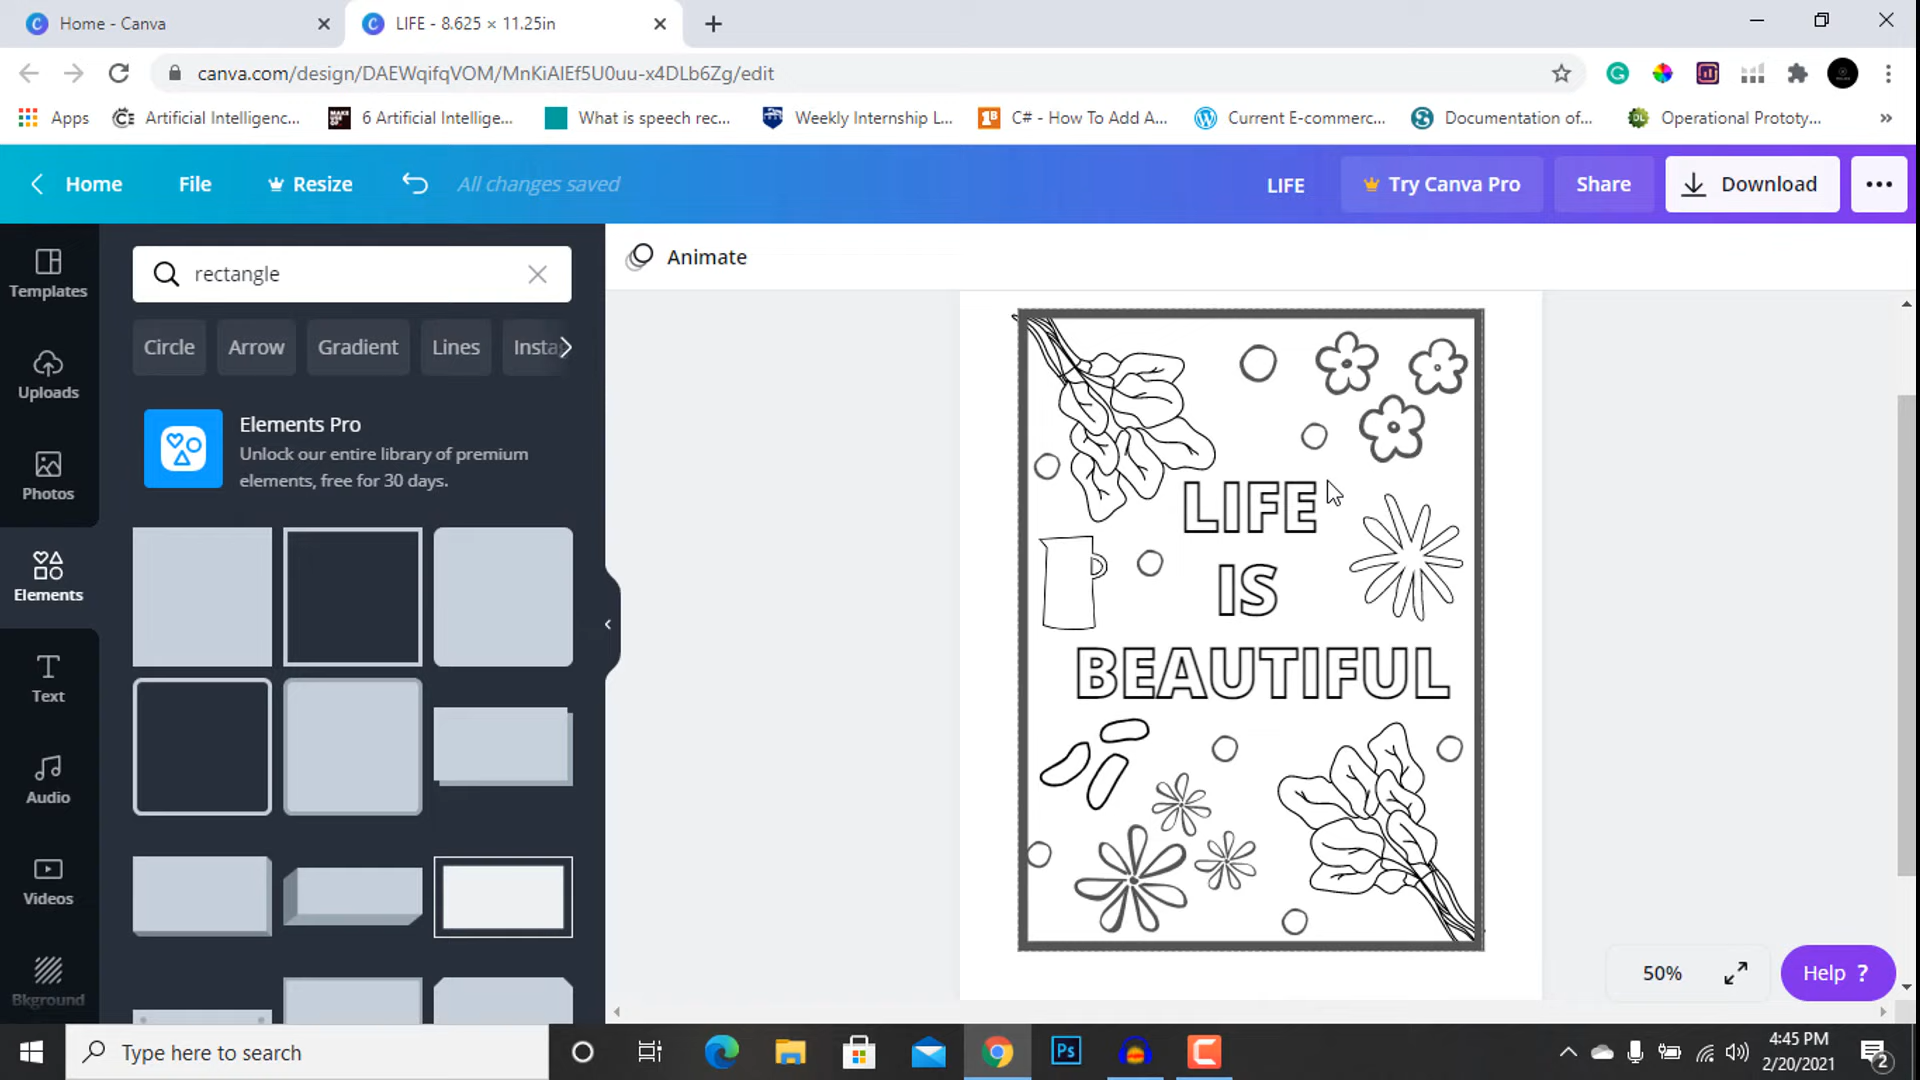 Home - Canva
LIFE - 8.625 × 11.25in
canva.com/design/DAEWqifqVOM/MnKiAIEf5U0uu-x4DLb6Zg/edit
Apps
Artificial Intelligenc...
6 Artificial Intellige...
What is speech rec...
Weekly Internship L...
C# - How To Add A...
Current E-commerc...
Documentation of...
Operational Prototy...
Home
File
Resize
All changes saved
LIFE
Try Canva Pro
Share
Download
Templates
Uploads
Photos
Elements
Text
Audio
Videos
Bkground
rectangle
Circle
Arrow
Gradient
Lines
Insta
Elements Pro
Unlock our entire library of premium
elements, free for 30 days.
Animate
LIFE
IS
BEAUTIFUL
50%
Help ?
Type here to search
Ps
4:45 PM
2/20/2021
2